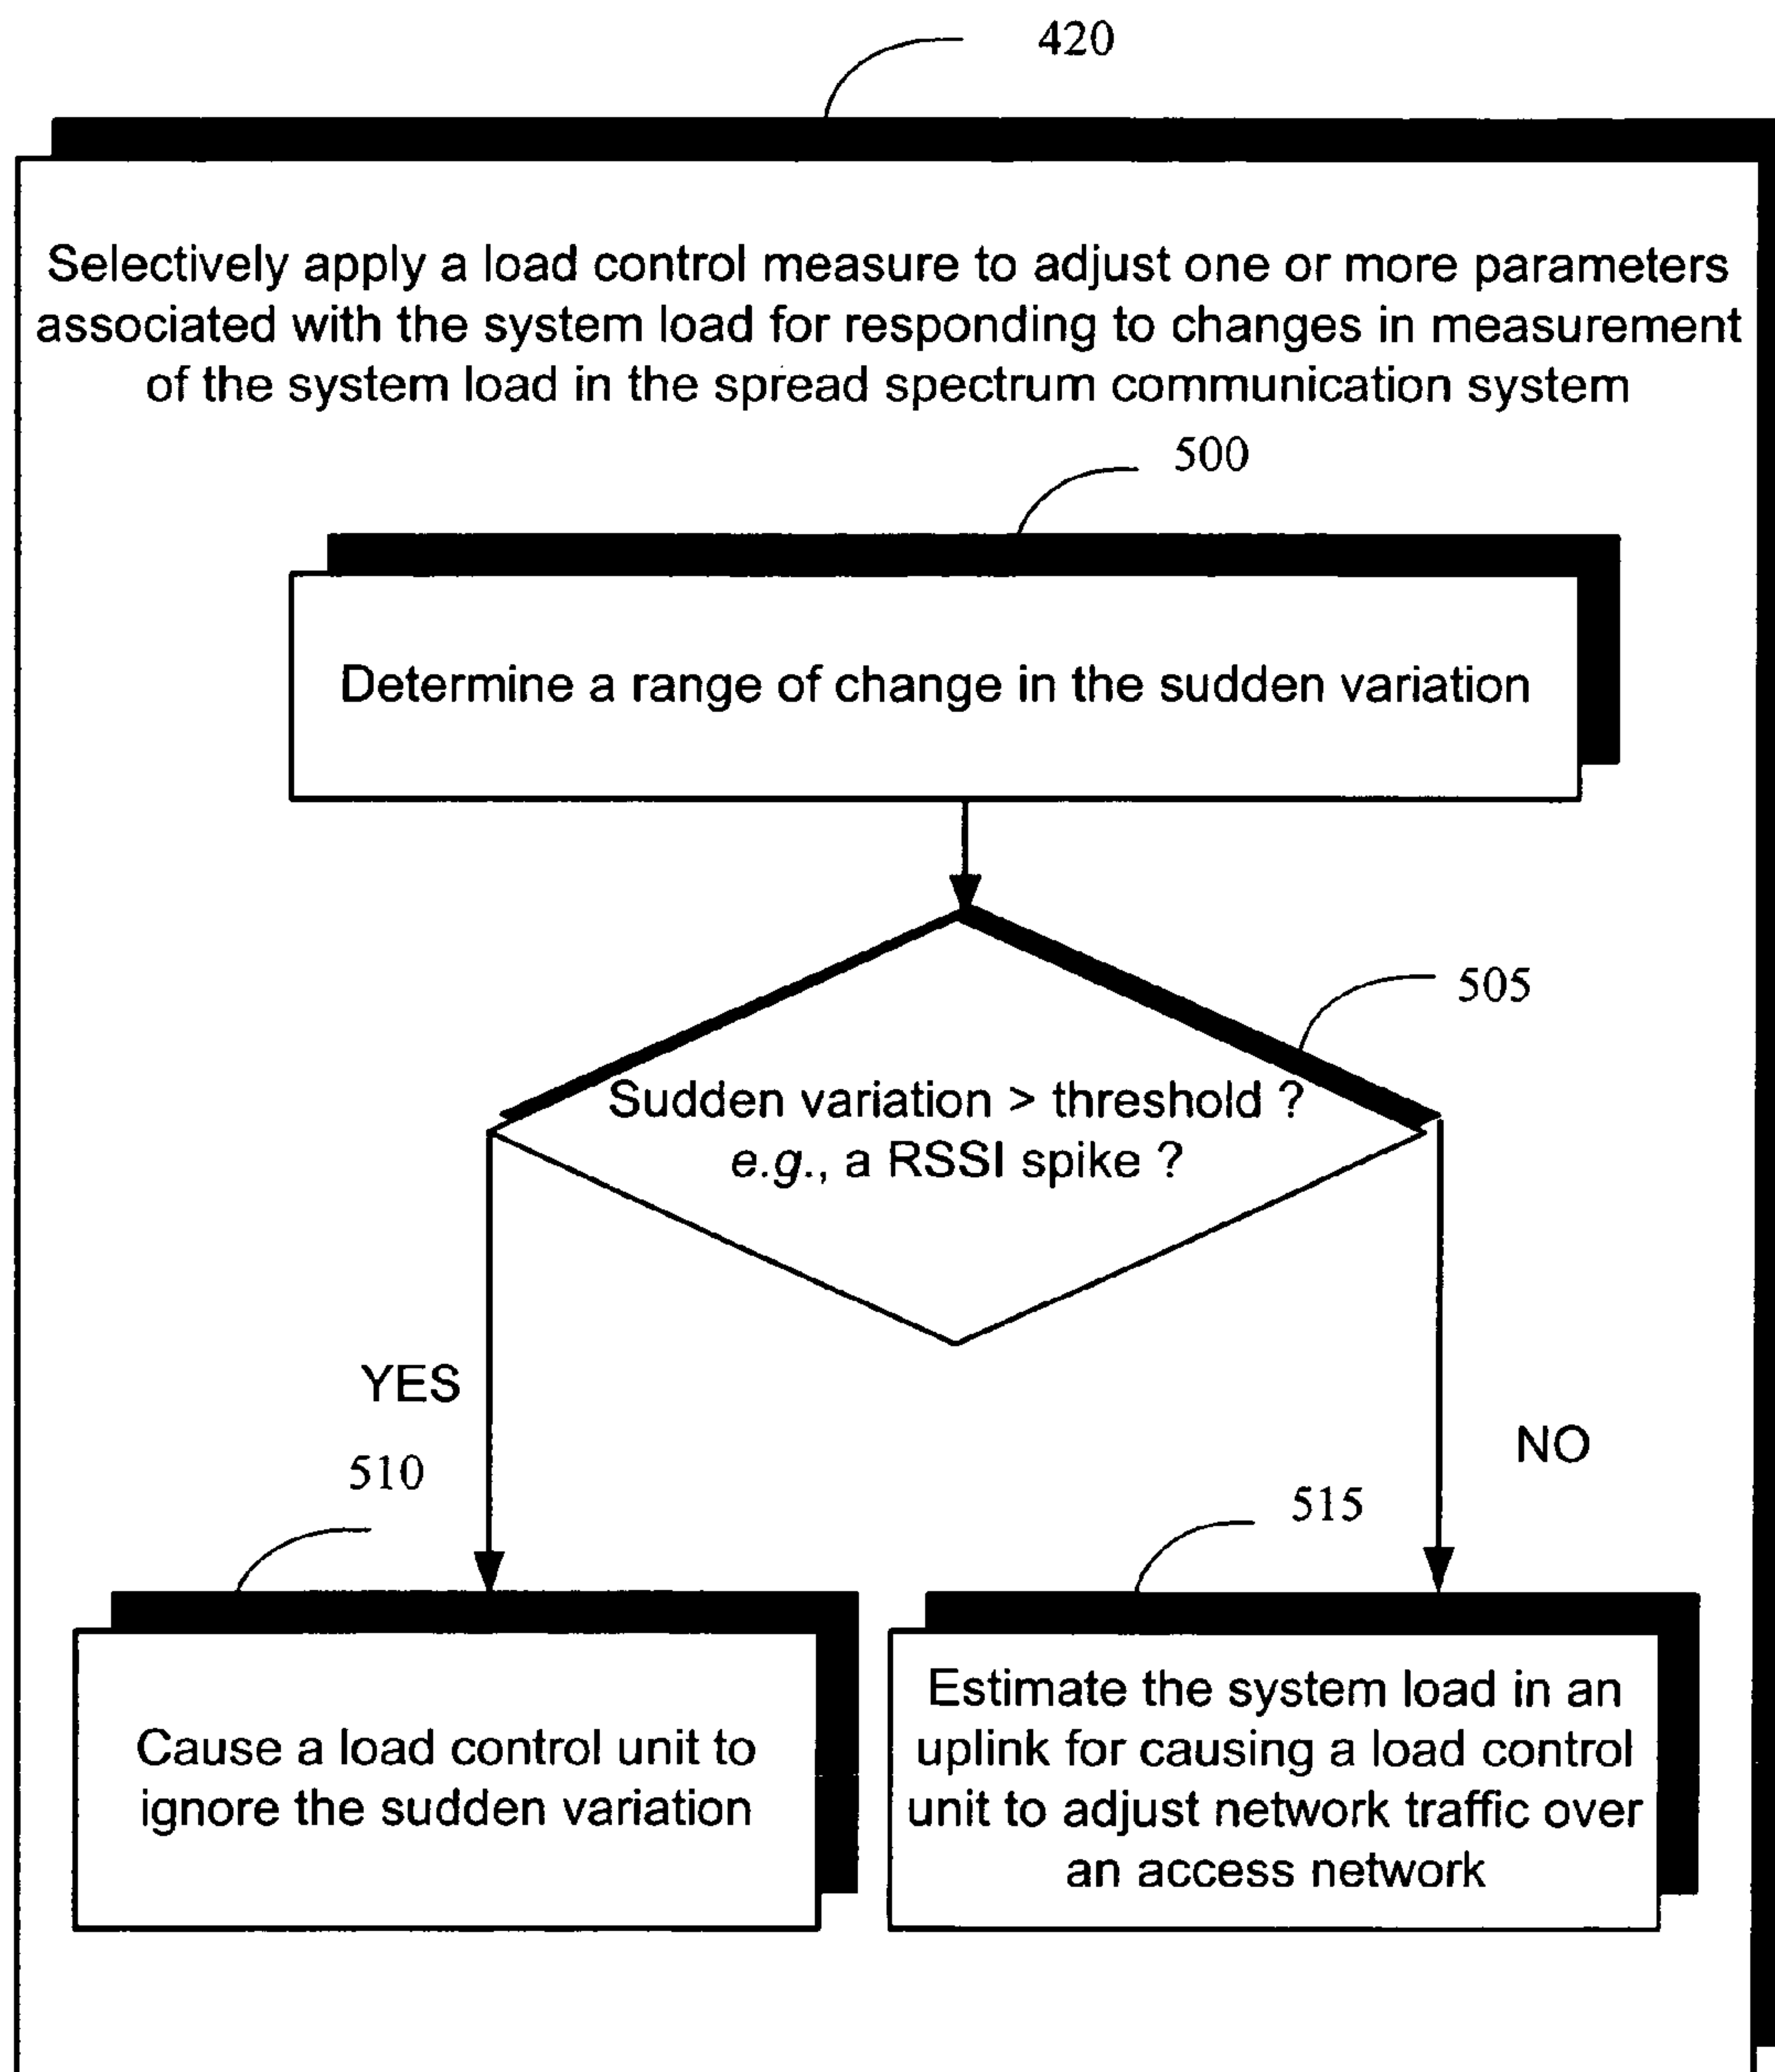 420
Selectively apply a load control measure to adjust one or more parameters
associated with the system load for responding to changes in measurement
of the system load in the spread spectrum communication system
500
Determine a range of change in the sudden variation
505
Sudden variation > threshold ?
e.g., a RSSI spike ?
YES
NO
510
515
Cause a load control unit to
ignore the sudden variation
Estimate the system load in an
uplink for causing a load control
unit to adjust network traffic over
an access network